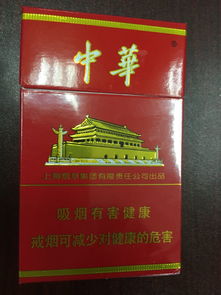 中華
上海烟草集团有限责任公司出品
吸烟有害健康
戒烟可减少对健康的危害